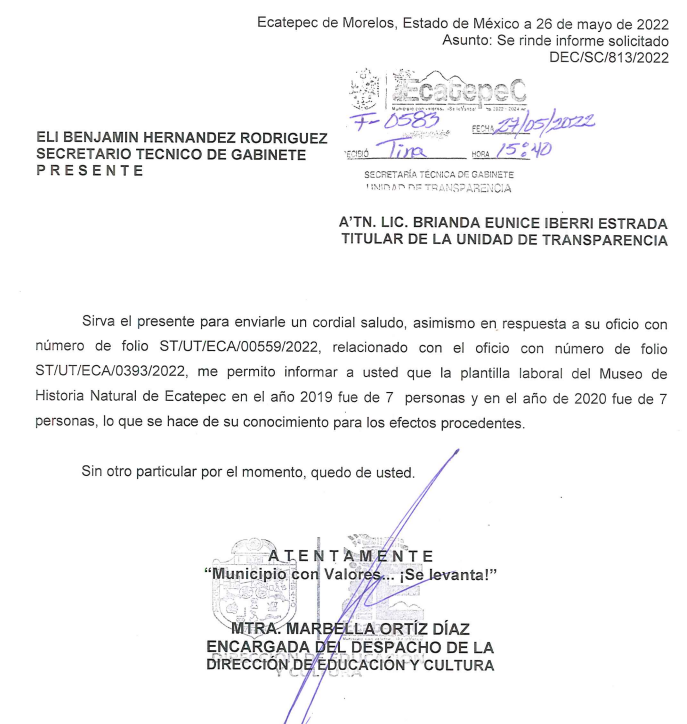 Ecatepec de Morelos, Estado de México a 26 de mayo de 2022
Asunto: Se rinde informe solicitado
DEC/SC/813/2022
Ecatepec
F-0583
FECHA 27/05/2022
RECIBIÓ Tina HORA 15:40
SECRETARÍA TÉCNICA DE GABINETE
UNIDAD DE TRANSPARENCIA
ELI BENJAMIN HERNANDEZ RODRIGUEZ
SECRETARIO TECNICO DE GABINETE
P R E S E N T E
A’TN. LIC. BRIANDA EUNICE IBERRI ESTRADA
TITULAR DE LA UNIDAD DE TRANSPARENCIA
Sirva el presente para enviarle un cordial saludo, asimismo en respuesta a su oficio con
número de folio ST/UT/ECA/00559/2022, relacionado con el oficio con número de folio
ST/UT/ECA/0393/2022, me permito informar a usted que la plantilla laboral del Museo de
Historia Natural de Ecatepec en el año 2019 fue de 7 personas y en el año de 2020 fue de 7
personas, lo que se hace de su conocimiento para los efectos procedentes.
Sin otro particular por el momento, quedo de usted.
A T E N T A M E N T E
“Municipio con Valores... ¡Se levanta!”
MTRA. MARBELLA ORTÍZ DÍAZ
ENCARGADA DEL DESPACHO DE LA
DIRECCIÓN DE EDUCACIÓN Y CULTURA
DIRECCIÓN DE EDUCACIÓN
Y CULTURA